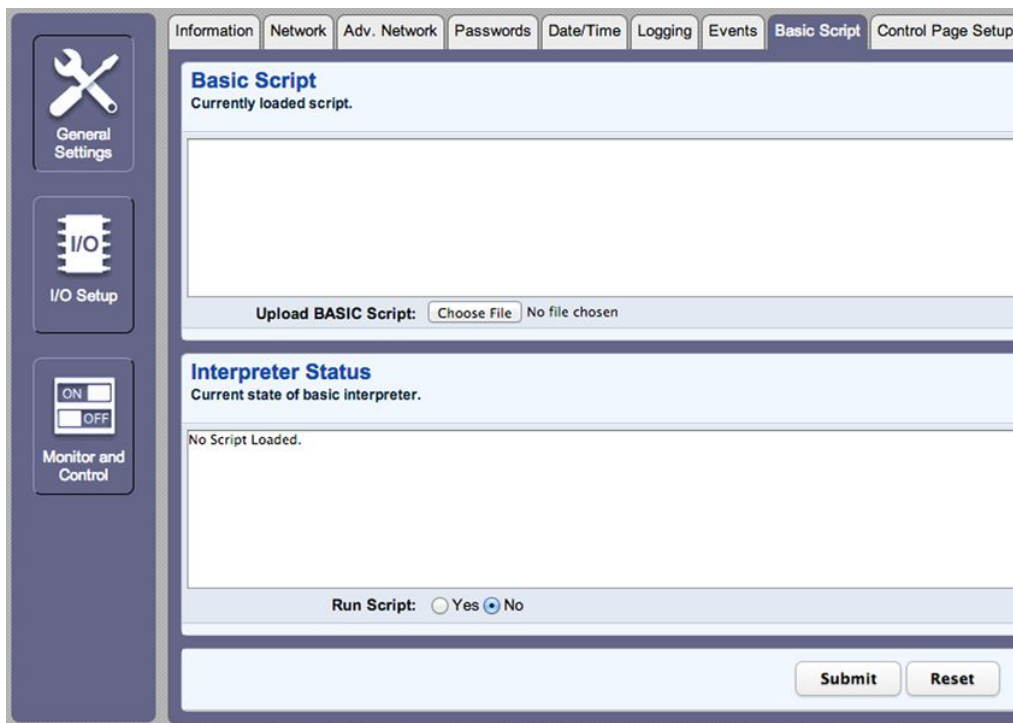 Information Network Adv. Network Passwords Date/Time Logging Events Basic Script Control Page Setup
General
Settings
I/O
I/O Setup
ON
OFF
Monitor and
Control
Basic Script
Currently loaded script.
Upload BASIC Script: Choose File No file chosen
Interpreter Status
Current state of basic interpreter.
No Script Loaded.
Run Script: Yes No
Submit Reset